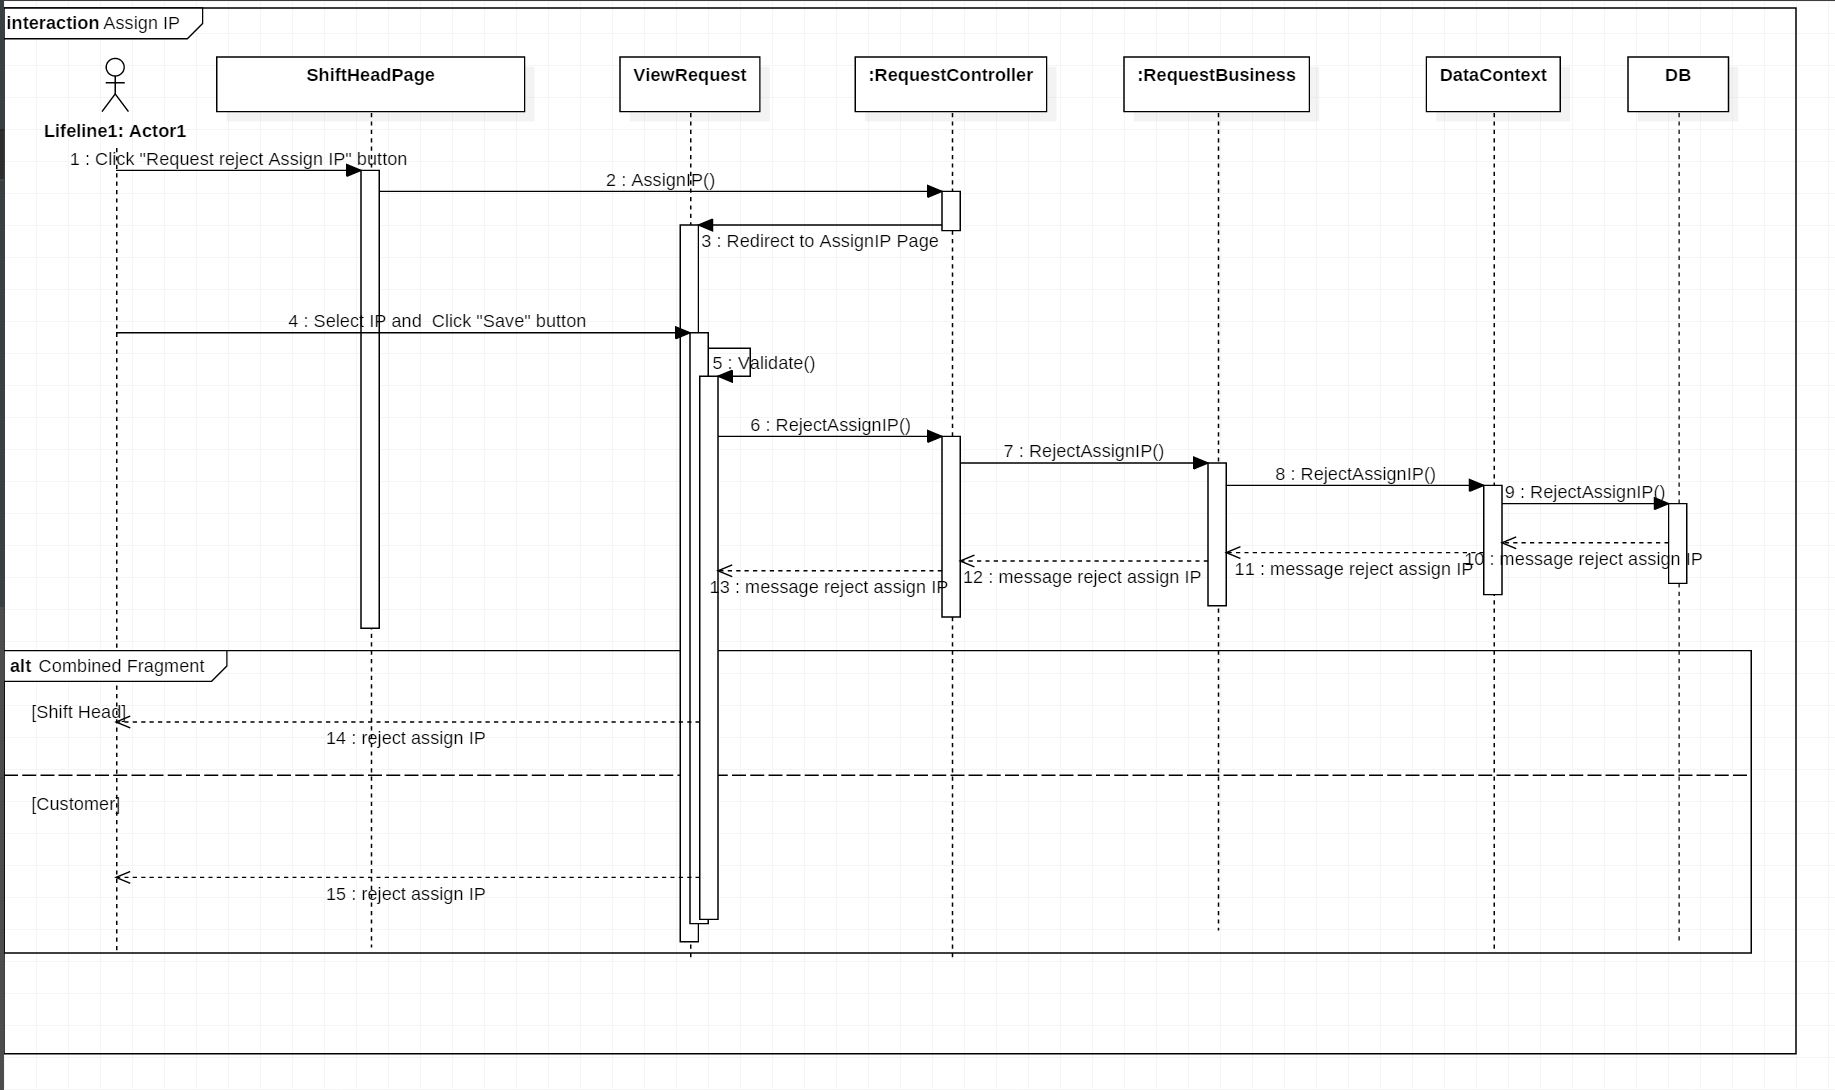 interaction Assign IP
ShiftHeadPage
ViewRequest
:RequestController
:RequestBusiness
DataContext
DB
Lifeline1: Actor1
1 : Click "Request reject Assign IP" button
2 : AssignIP()
3 : Redirect to AssignIP Page
4 : Select IP and  Click "Save" button
5 : Validate()
6 : RejectAssignIP()
7 : RejectAssignIP()
8 : RejectAssignIP()
9 : RejectAssignIP()
10 : message reject assign IP
11 : message reject assign IP
12 : message reject assign IP
13 : message reject assign IP
alt Combined Fragment
[Shift Head]
14 : reject assign IP
[Customer]
15 : reject assign IP